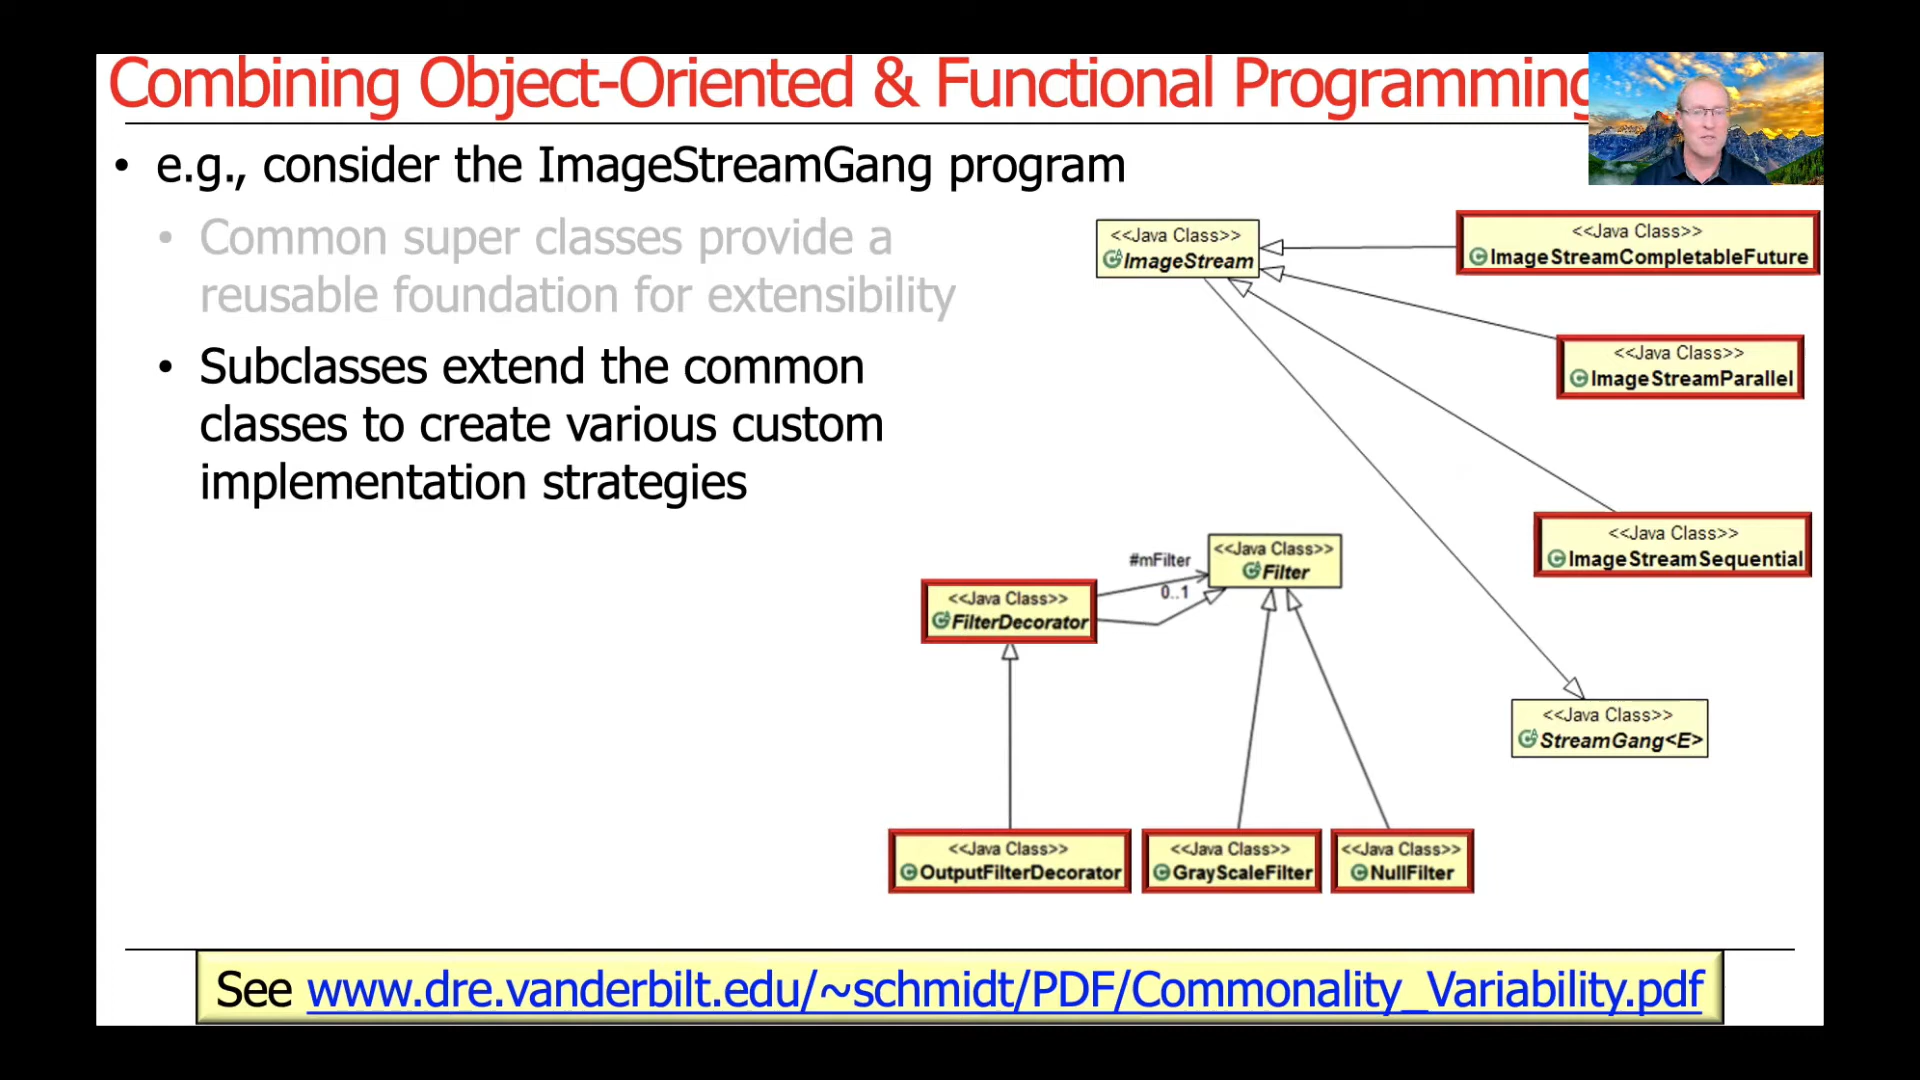 Combining Object-Oriented & Functional Programming
• e.g., consider the ImageStreamGang program
• Common super classes provide a
reusable foundation for extensibility
• Subclasses extend the common
classes to create various custom
implementation strategies
<<Java Class>>
ImageStream
<<Java Class>>
ImageStreamCompletableFuture
<<Java Class>>
ImageStreamParallel
<<Java Class>>
ImageStreamSequential
#mFilter
0..1
<<Java Class>>
Filter
<<Java Class>>
FilterDecorator
<<Java Class>>
StreamGang<E>
<<Java Class>>
OutputFilterDecorator
<<Java Class>>
GrayScaleFilter
<<Java Class>>
NullFilter
See www.dre.vanderbilt.edu/~schmidt/PDF/Commonality_Variability.pdf